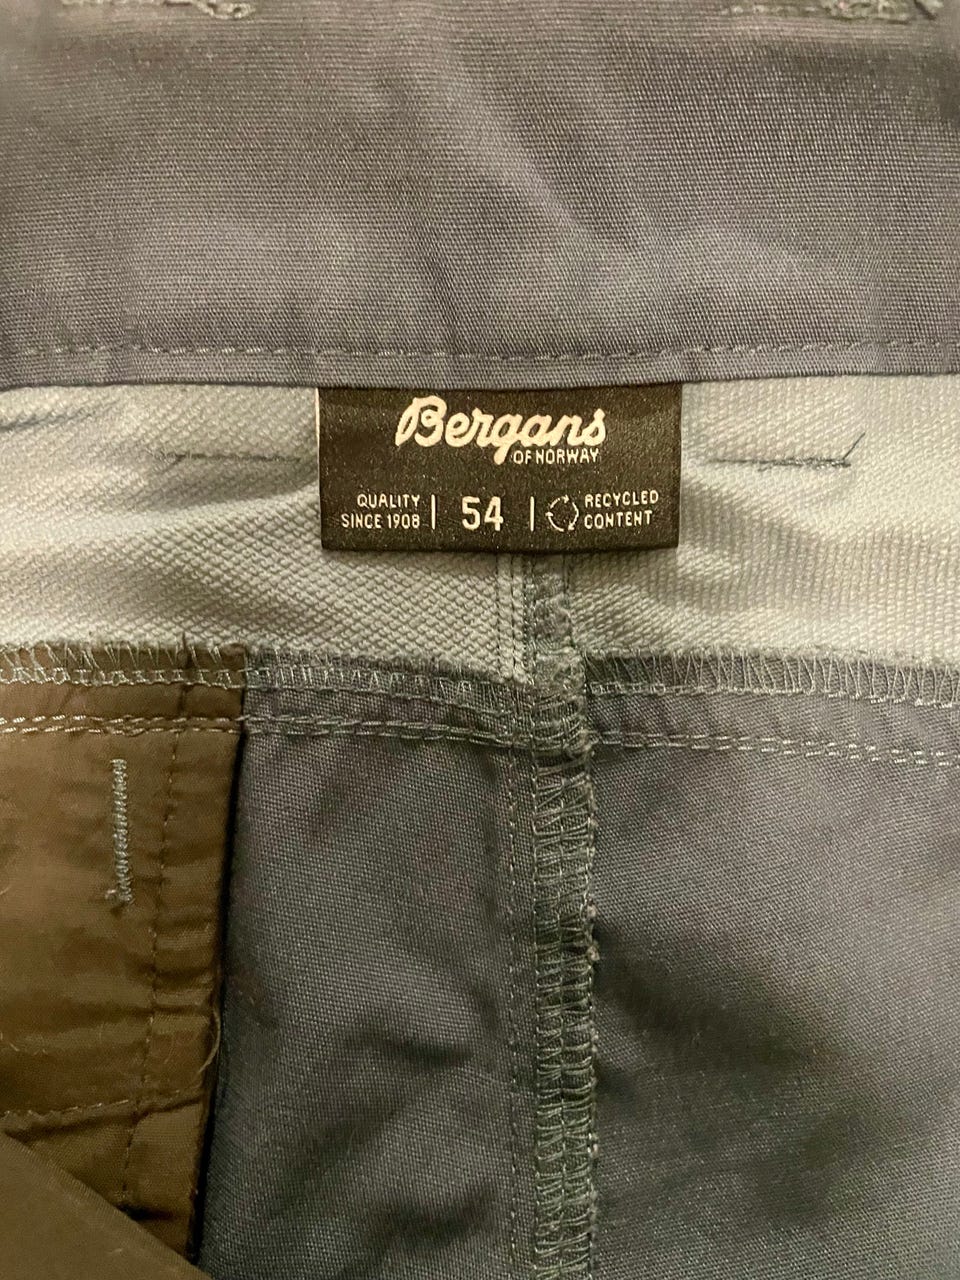 Bergans
OF NORWAY
QUALITY
SINCE 1908
54
RECYCLED
CONTENT